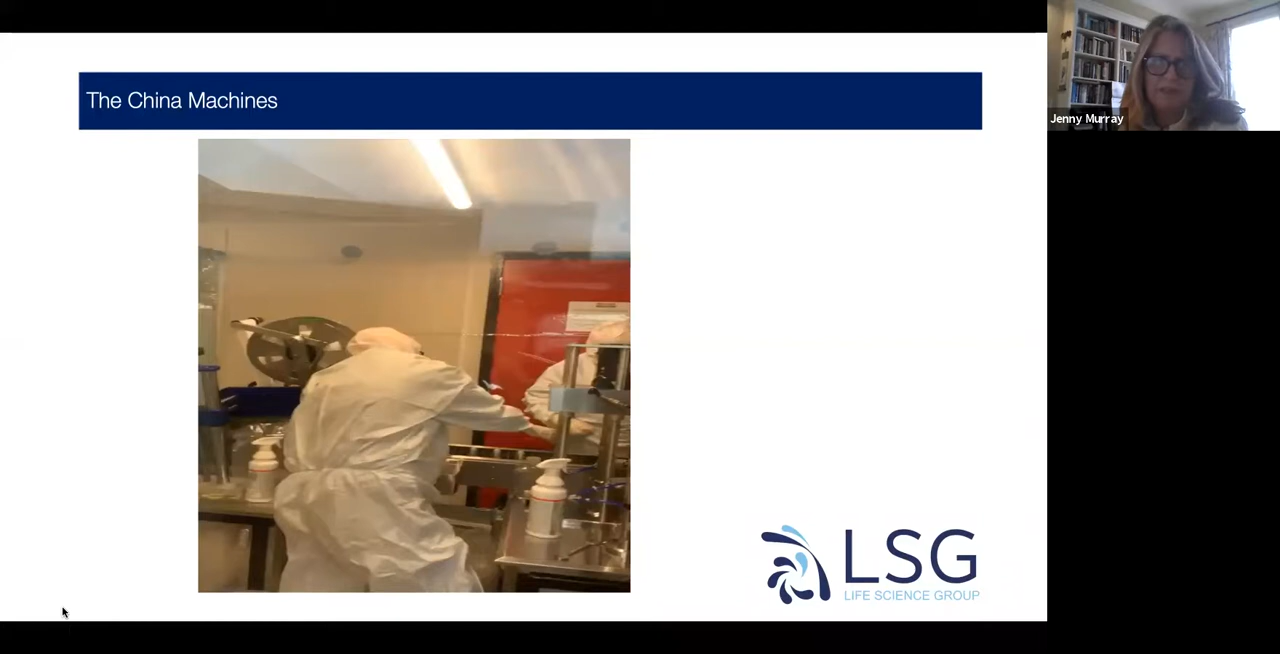 The China Machines
Jenny Murray
LSG
LIFE SCIENCE GROUP